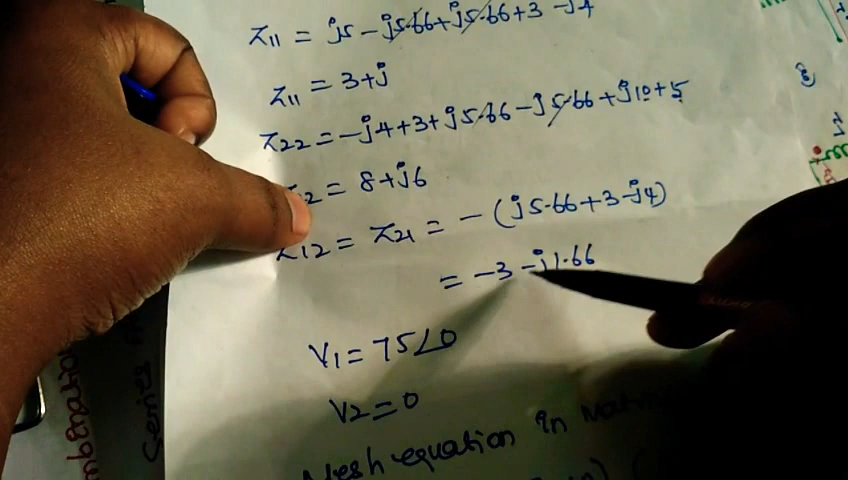 Z11 = j5 - j5.66 + j5.66 + 3 - j4
Z11 = 3 + j
Z22 = -j4 + 3 + j5.66 - j5.66 + j10 + 5
= 8 + j6
Z12 = Z21 = - (j5.66 + 3 - j4)
= -3 - j1.66
V1 = 75∠0
V2 = 0
Mesh equation in